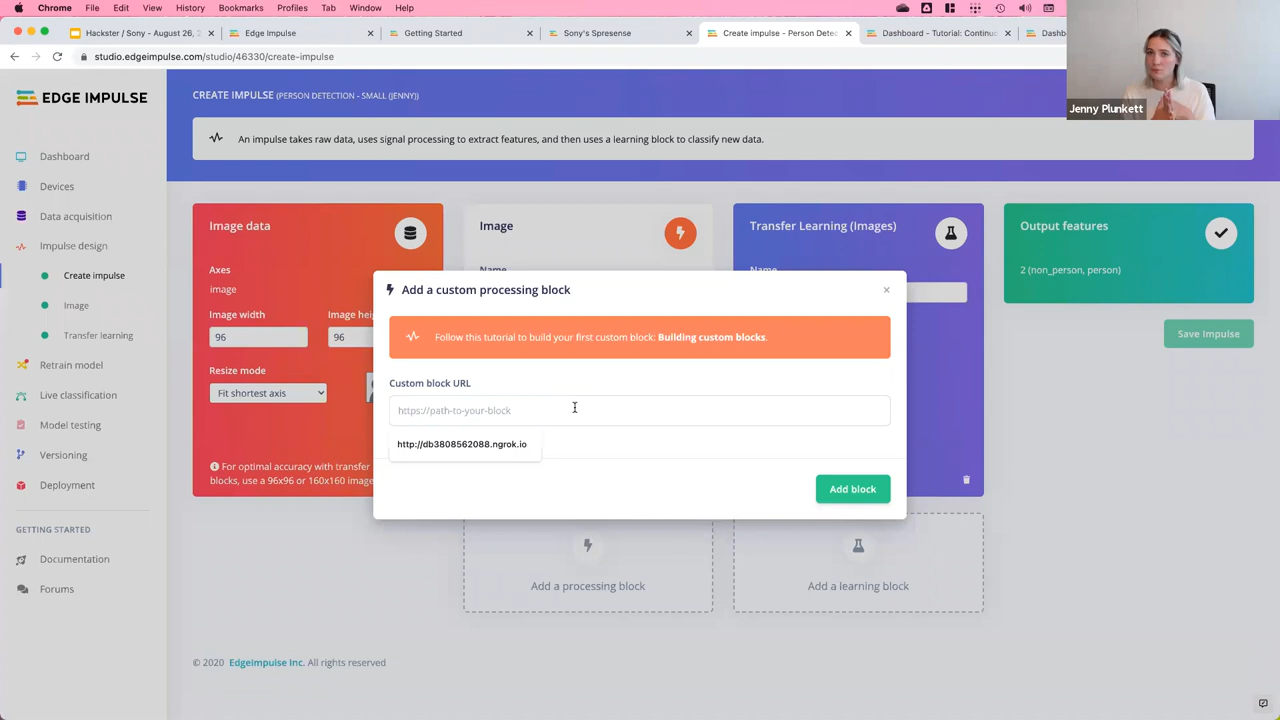 Chrome File Edit View History Bookmarks Profiles Tab Window Help
Hackster / Sony - August 26,
Edge Impulse
Getting Started
Sony's Spresense
Create impulse - Person Dete
Dashboard - Tutorial: Continu
Dashb
studio.edgeimpulse.com/studio/46330/create-impulse
Jenny Plunkett
EDGE IMPULSE
Dashboard
Devices
Data acquisition
Impulse design
Create impulse
Image
Transfer learning
Retrain model
Live classification
Model testing
Versioning
Deployment
GETTING STARTED
Documentation
Forums
CREATE IMPULSE (PERSON DETECTION - SMALL (JENNY))
An impulse takes raw data, uses signal processing to extract features, and then uses a learning block to classify new data.
Image data
Axes
image
Image width
Image hei
96
96
Resize mode
Fit shortest axis
For optimal accuracy with transfer
blocks, use a 96x96 or 160x160 image
Image
Name
Transfer Learning (Images)
Name
Output features
2 (non_person, person)
Save Impulse
Add a custom processing block
×
Follow this tutorial to build your first custom block: Building custom blocks.
Custom block URL
https://path-to-your-block
http://db3808562088.ngrok.io
Add block
Add a processing block
Add a learning block
© 2020 EdgeImpulse Inc. All rights reserved